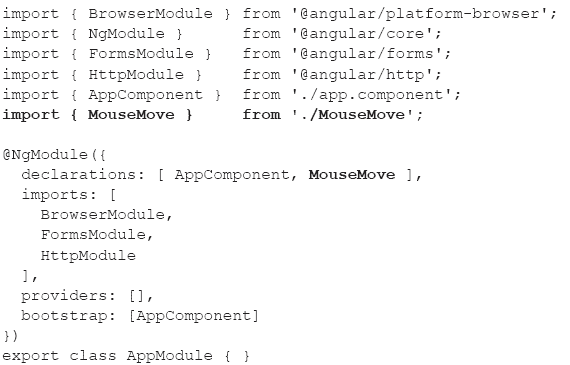 import { BrowserModule } from '@angular/platform-browser';
import { NgModule }      from '@angular/core';
import { FormsModule }   from '@angular/forms';
import { HttpModule }    from '@angular/http';
import { AppComponent }  from './app.component';
import { MouseMove }     from './MouseMove';

@NgModule({
  declarations: [ AppComponent, MouseMove ],
  imports: [
    BrowserModule,
    FormsModule,
    HttpModule
  ],
  providers: [],
  bootstrap: [AppComponent]
})
export class AppModule { }